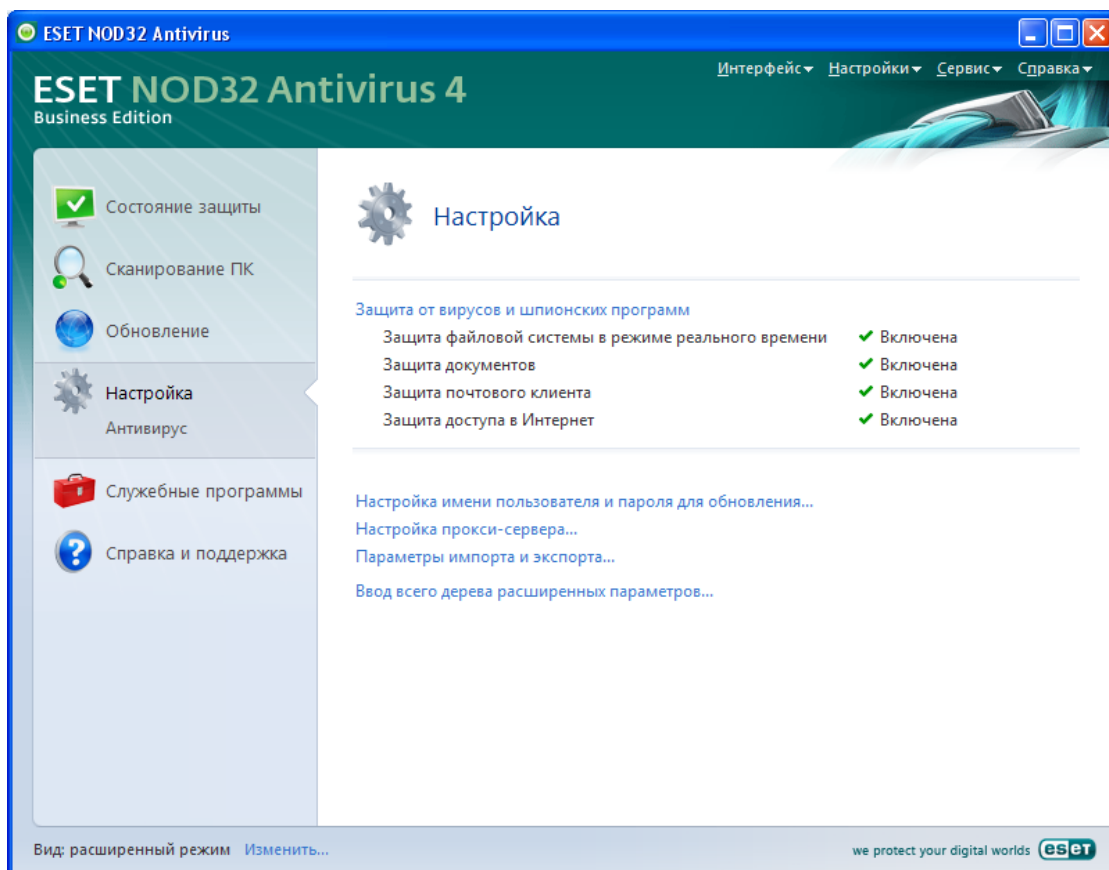 ESET NOD32 Antivirus
Интерфейс Настройки Сервис Справка
ESET NOD32 Antivirus 4
Business Edition
Состояние защиты
Сканирование ПК
Обновление
Настройка
Антивирус
Служебные программы
Справка и поддержка
Настройка
Защита от вирусов и шпионских программ
Защита файловой системы в режиме реального времени Включена
Защита документов Включена
Защита почтового клиента Включена
Защита доступа в Интернет Включена
Настройка имени пользователя и пароля для обновления...
Настройка прокси-сервера...
Параметры импорта и экспорта...
Ввод всего дерева расширенных параметров...
Вид: расширенный режим Изменить...
we protect your digital worlds eset